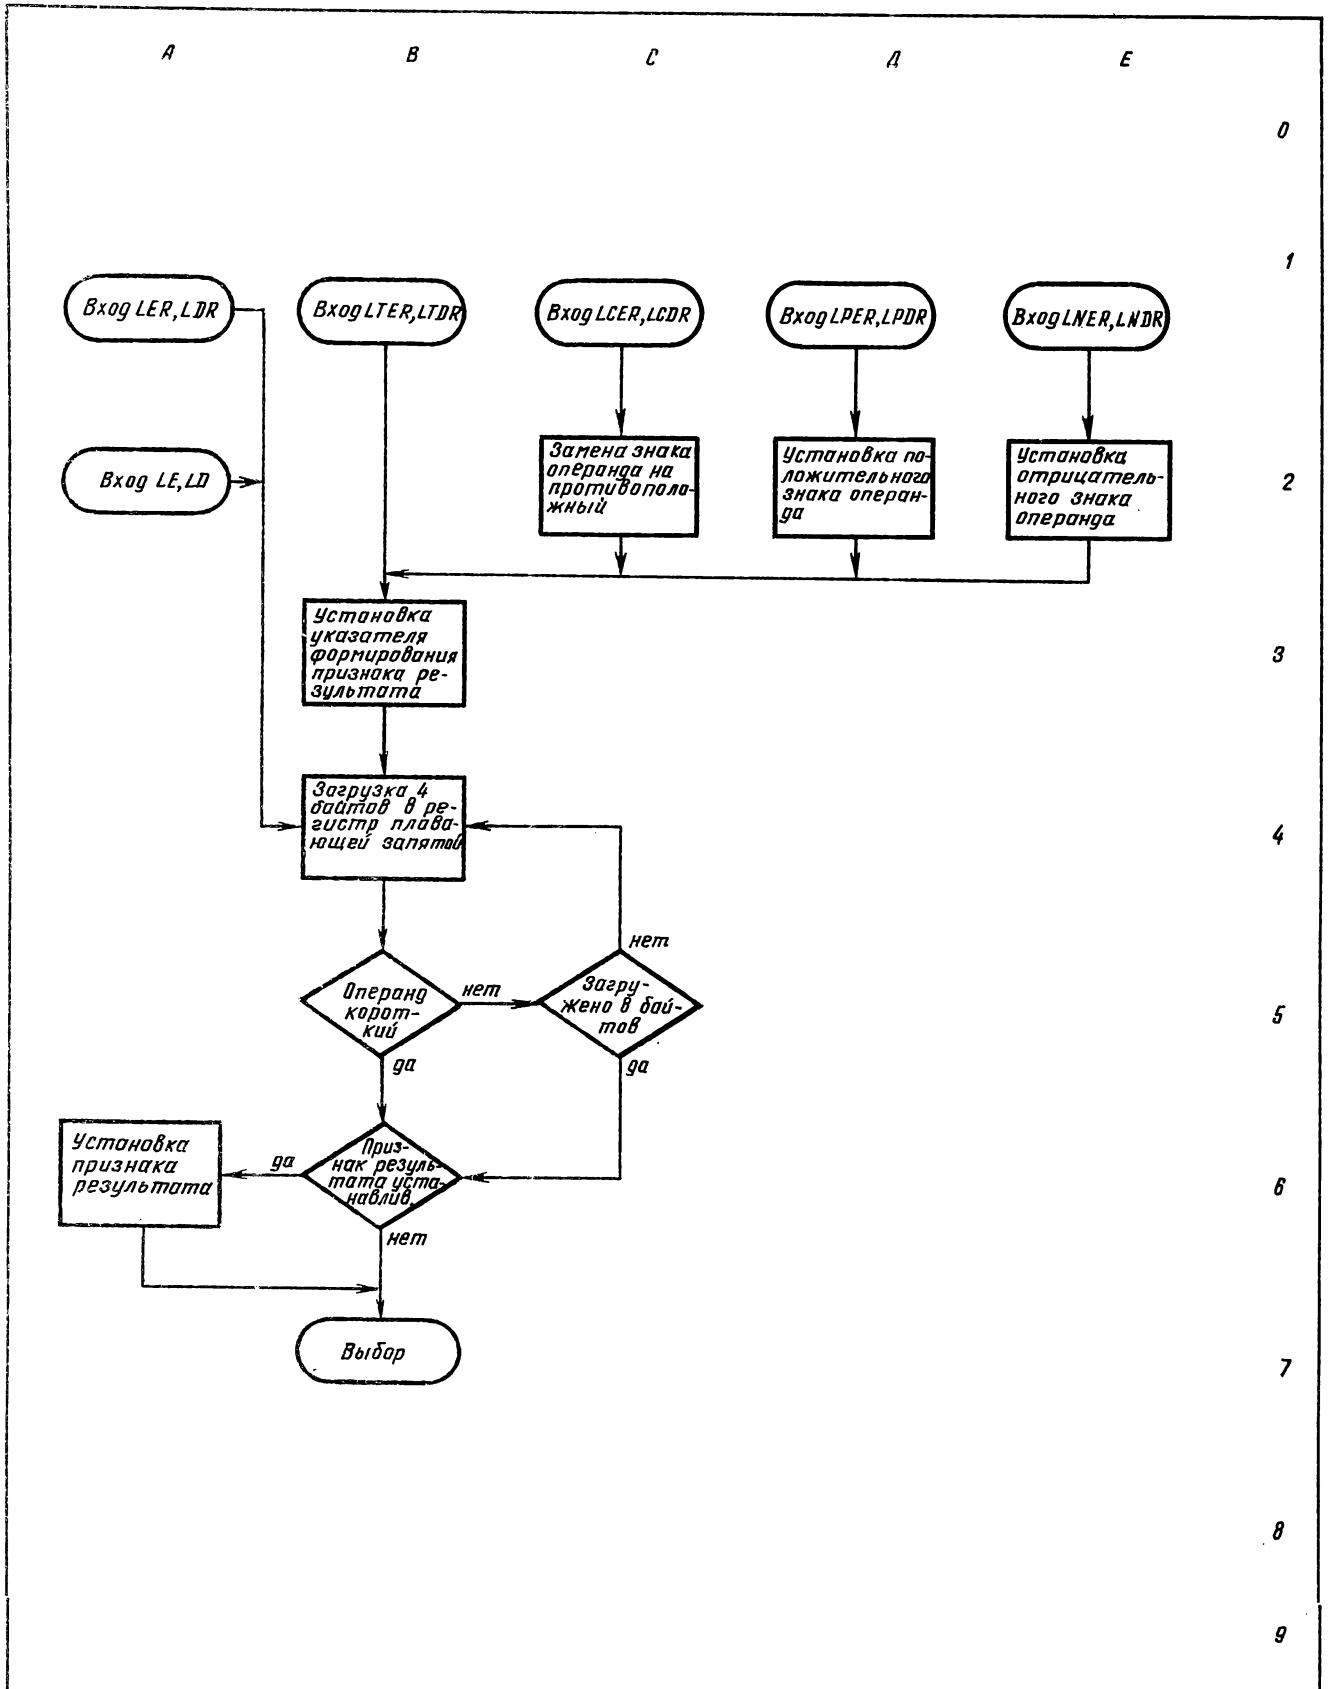 A B C Д E
0
1
Вход LER, LDR
Вход LTER, LTDR
Вход LCER, LCDR
Вход LPER, LPDR
Вход LNER, LNDR
Вход LE, LD
Замена знака
операнда на
противополо-
жный
Установка по-
ложительного
знака операн-
да
Установка
отрицатель-
ного знака
операнда
2
Установка
указателя
формирования
признака ре-
зультата
3
Загрузка 4
байтов в ре-
гистр плава-
ющей запятой
4
нет
Операнд
корот-
кий
нет
Загру-
жено 8 бай-
тов
5
да
да
Установка
признака
результата
да
Приз-
нак резуль-
тата уста-
навлив.
6
нет
Выбор
7
8
9